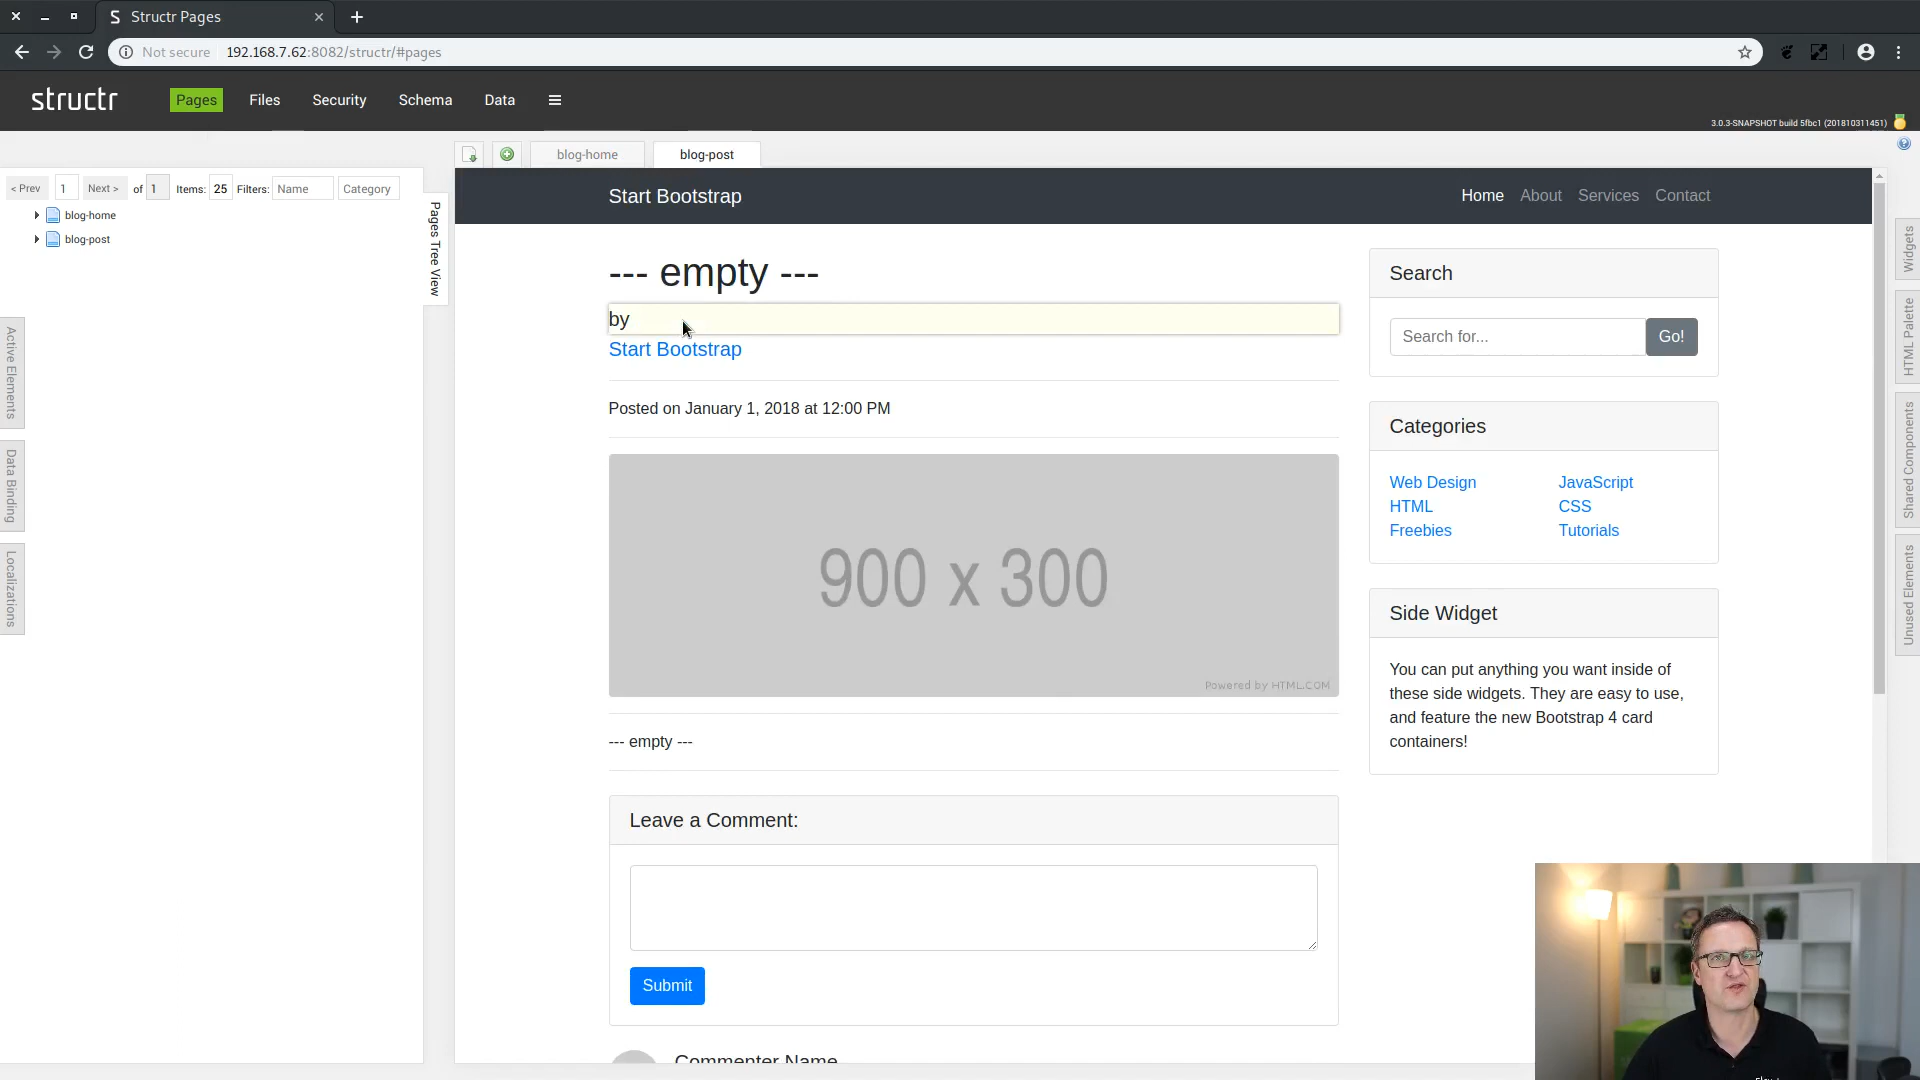 Structr Pages
Not secure 192.168.7.62:8082/structr/#pages
structr
Pages Files Security Schema Data
3.0.3-SNAPSHOT build 5fbc1 (201810311451)
blog-home blog-post
< Prev 1 Next > of 1 Items: 25 Filters: Name Category
blog-home
blog-post
Pages Tree View
Active Elements
Data Binding
Localizations
Start Bootstrap
Home About Services Contact
--- empty ---
by
Start Bootstrap
Posted on January 1, 2018 at 12:00 PM
900 x 300
Powered by HTML.COM
--- empty ---
Leave a Comment:
Submit
Commenter Name
Search
Search for... Go!
Categories
Web Design JavaScript
HTML CSS
Freebies Tutorials
Side Widget
You can put anything you want inside of
these side widgets. They are easy to use,
and feature the new Bootstrap 4 card
containers!
Widgets
HTML Palette
Shared Components
Unused Elements